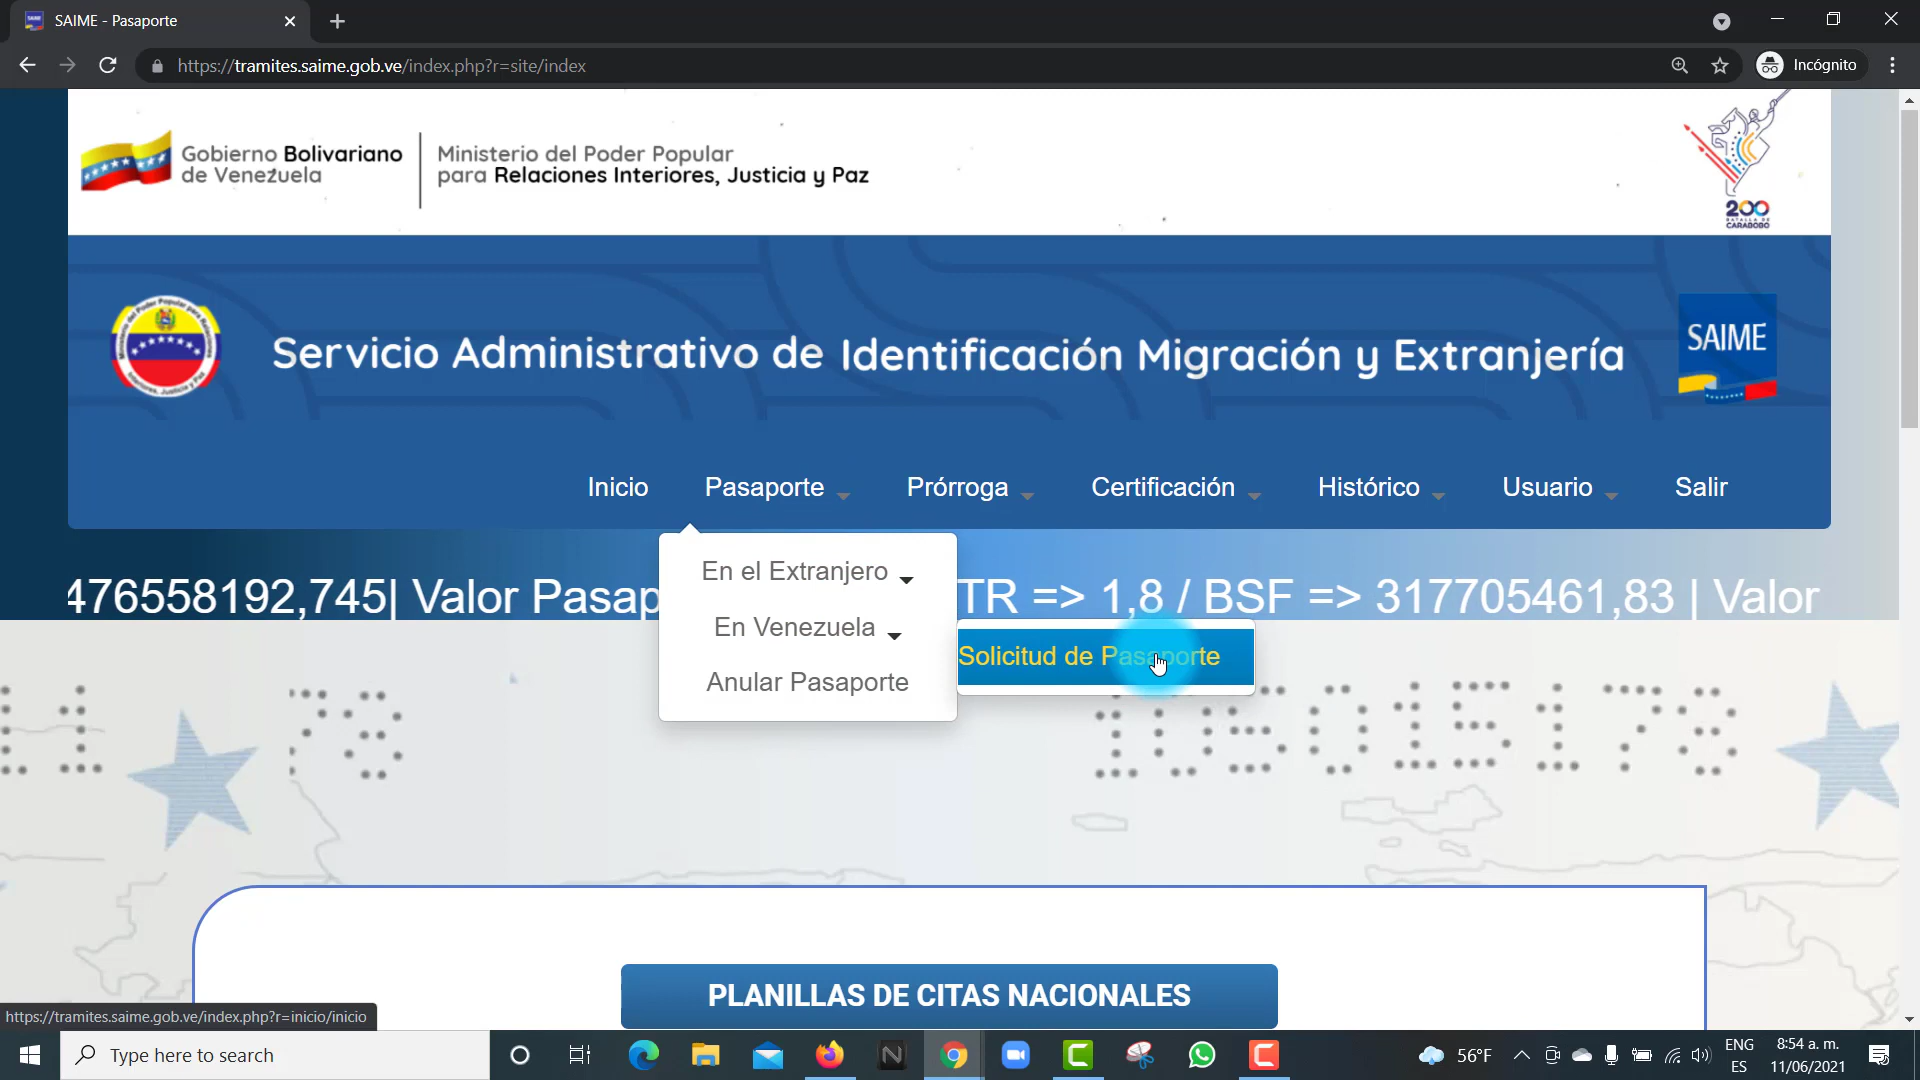 SAIME - Pasaporte
https://tramites.saime.gob.ve/index.php?r=site/index
Incógnito
Gobierno Bolivariano
de Venezuela
Ministerio del Poder Popular
para Relaciones Interiores, Justicia y Paz
200
BATALLA DE
CARABOBO
Servicio Administrativo de Identificación Migración y Extranjería
SAIME
Inicio
Pasaporte
Prórroga
Certificación
Histórico
Usuario
Salir
476558192,745| Valor Pasap
TR => 1,8 / BSF => 317705461,83 | Valor
En el Extranjero
En Venezuela
Anular Pasaporte
Solicitud de Pasaporte
PLANILLAS DE CITAS NACIONALES
https://tramites.saime.gob.ve/index.php?r=inicio/inicio
Type here to search
56°F
ENG
ES
8:54 a. m.
11/06/2021